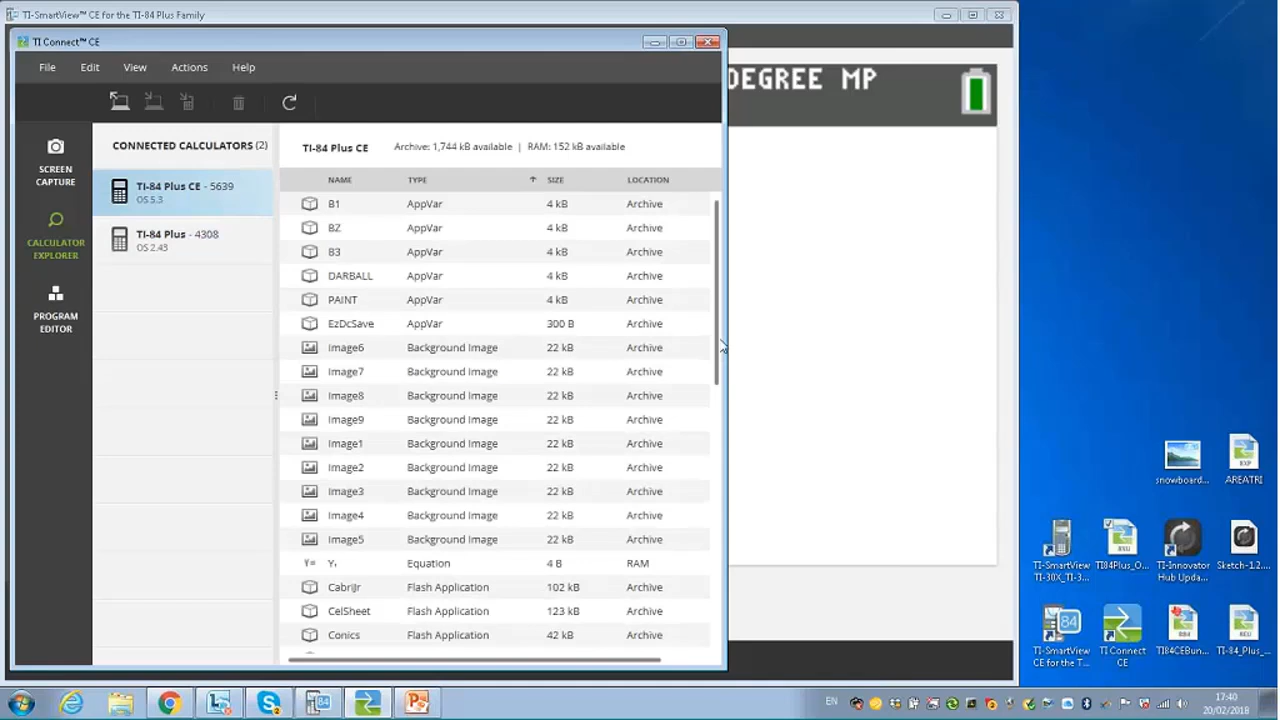 TI-SmartView™ CE for the TI-84 Plus Family
TI Connect™ CE
File Edit View Actions Help
DEGREE MP
SCREEN CAPTURE
CALCULATOR EXPLORER
PROGRAM EDITOR
CONNECTED CALCULATORS (2)
TI-84 Plus CE - 5639
OS 5.3
TI-84 Plus - 4308
OS 2.43
TI-84 Plus CE Archive: 1,744 kB available | RAM: 152 kB available
NAME TYPE SIZE LOCATION
B1 AppVar 4 kB Archive
BZ AppVar 4 kB Archive
B3 AppVar 4 kB Archive
DARBALL AppVar 4 kB Archive
PAINT AppVar 4 kB Archive
EzDcSave AppVar 300 B Archive
Image6 Background Image 22 kB Archive
Image7 Background Image 22 kB Archive
Image8 Background Image 22 kB Archive
Image9 Background Image 22 kB Archive
Image1 Background Image 22 kB Archive
Image2 Background Image 22 kB Archive
Image3 Background Image 22 kB Archive
Image4 Background Image 22 kB Archive
Image5 Background Image 22 kB Archive
Y= Y₁ Equation 4 B RAM
CabriJr Flash Application 102 kB Archive
CelSheet Flash Application 123 kB Archive
Conics Flash Application 42 kB Archive
snowboard...
AREATRI
TI-SmartView TI-30X_TI-3...
TI84Plus_O...
TI-Innovator Hub Upda...
Sketch-1.2....
TI-SmartView CE for the T...
TI Connect CE
TI84CEBun...
TI-84_Plus_...
EN
17:40
20/02/2018